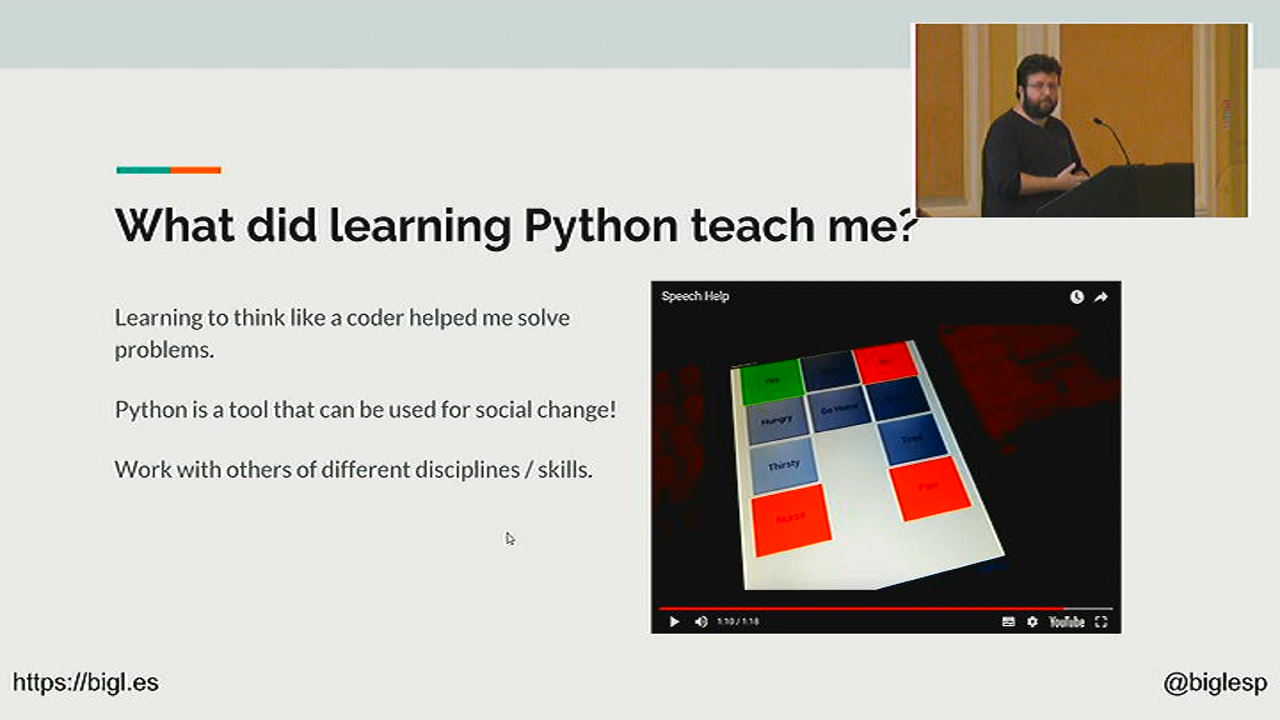 What did learning Python teach me?
Learning to think like a coder helped me solve
problems.
Python is a tool that can be used for social change!
Work with others of different disciplines / skills.
Speech Help
Yes
Hungry
Go Home
Tired
Thirsty
Pain
Nurse
1:10 / 1:18
YouTube
https://bigl.es
@biglesp